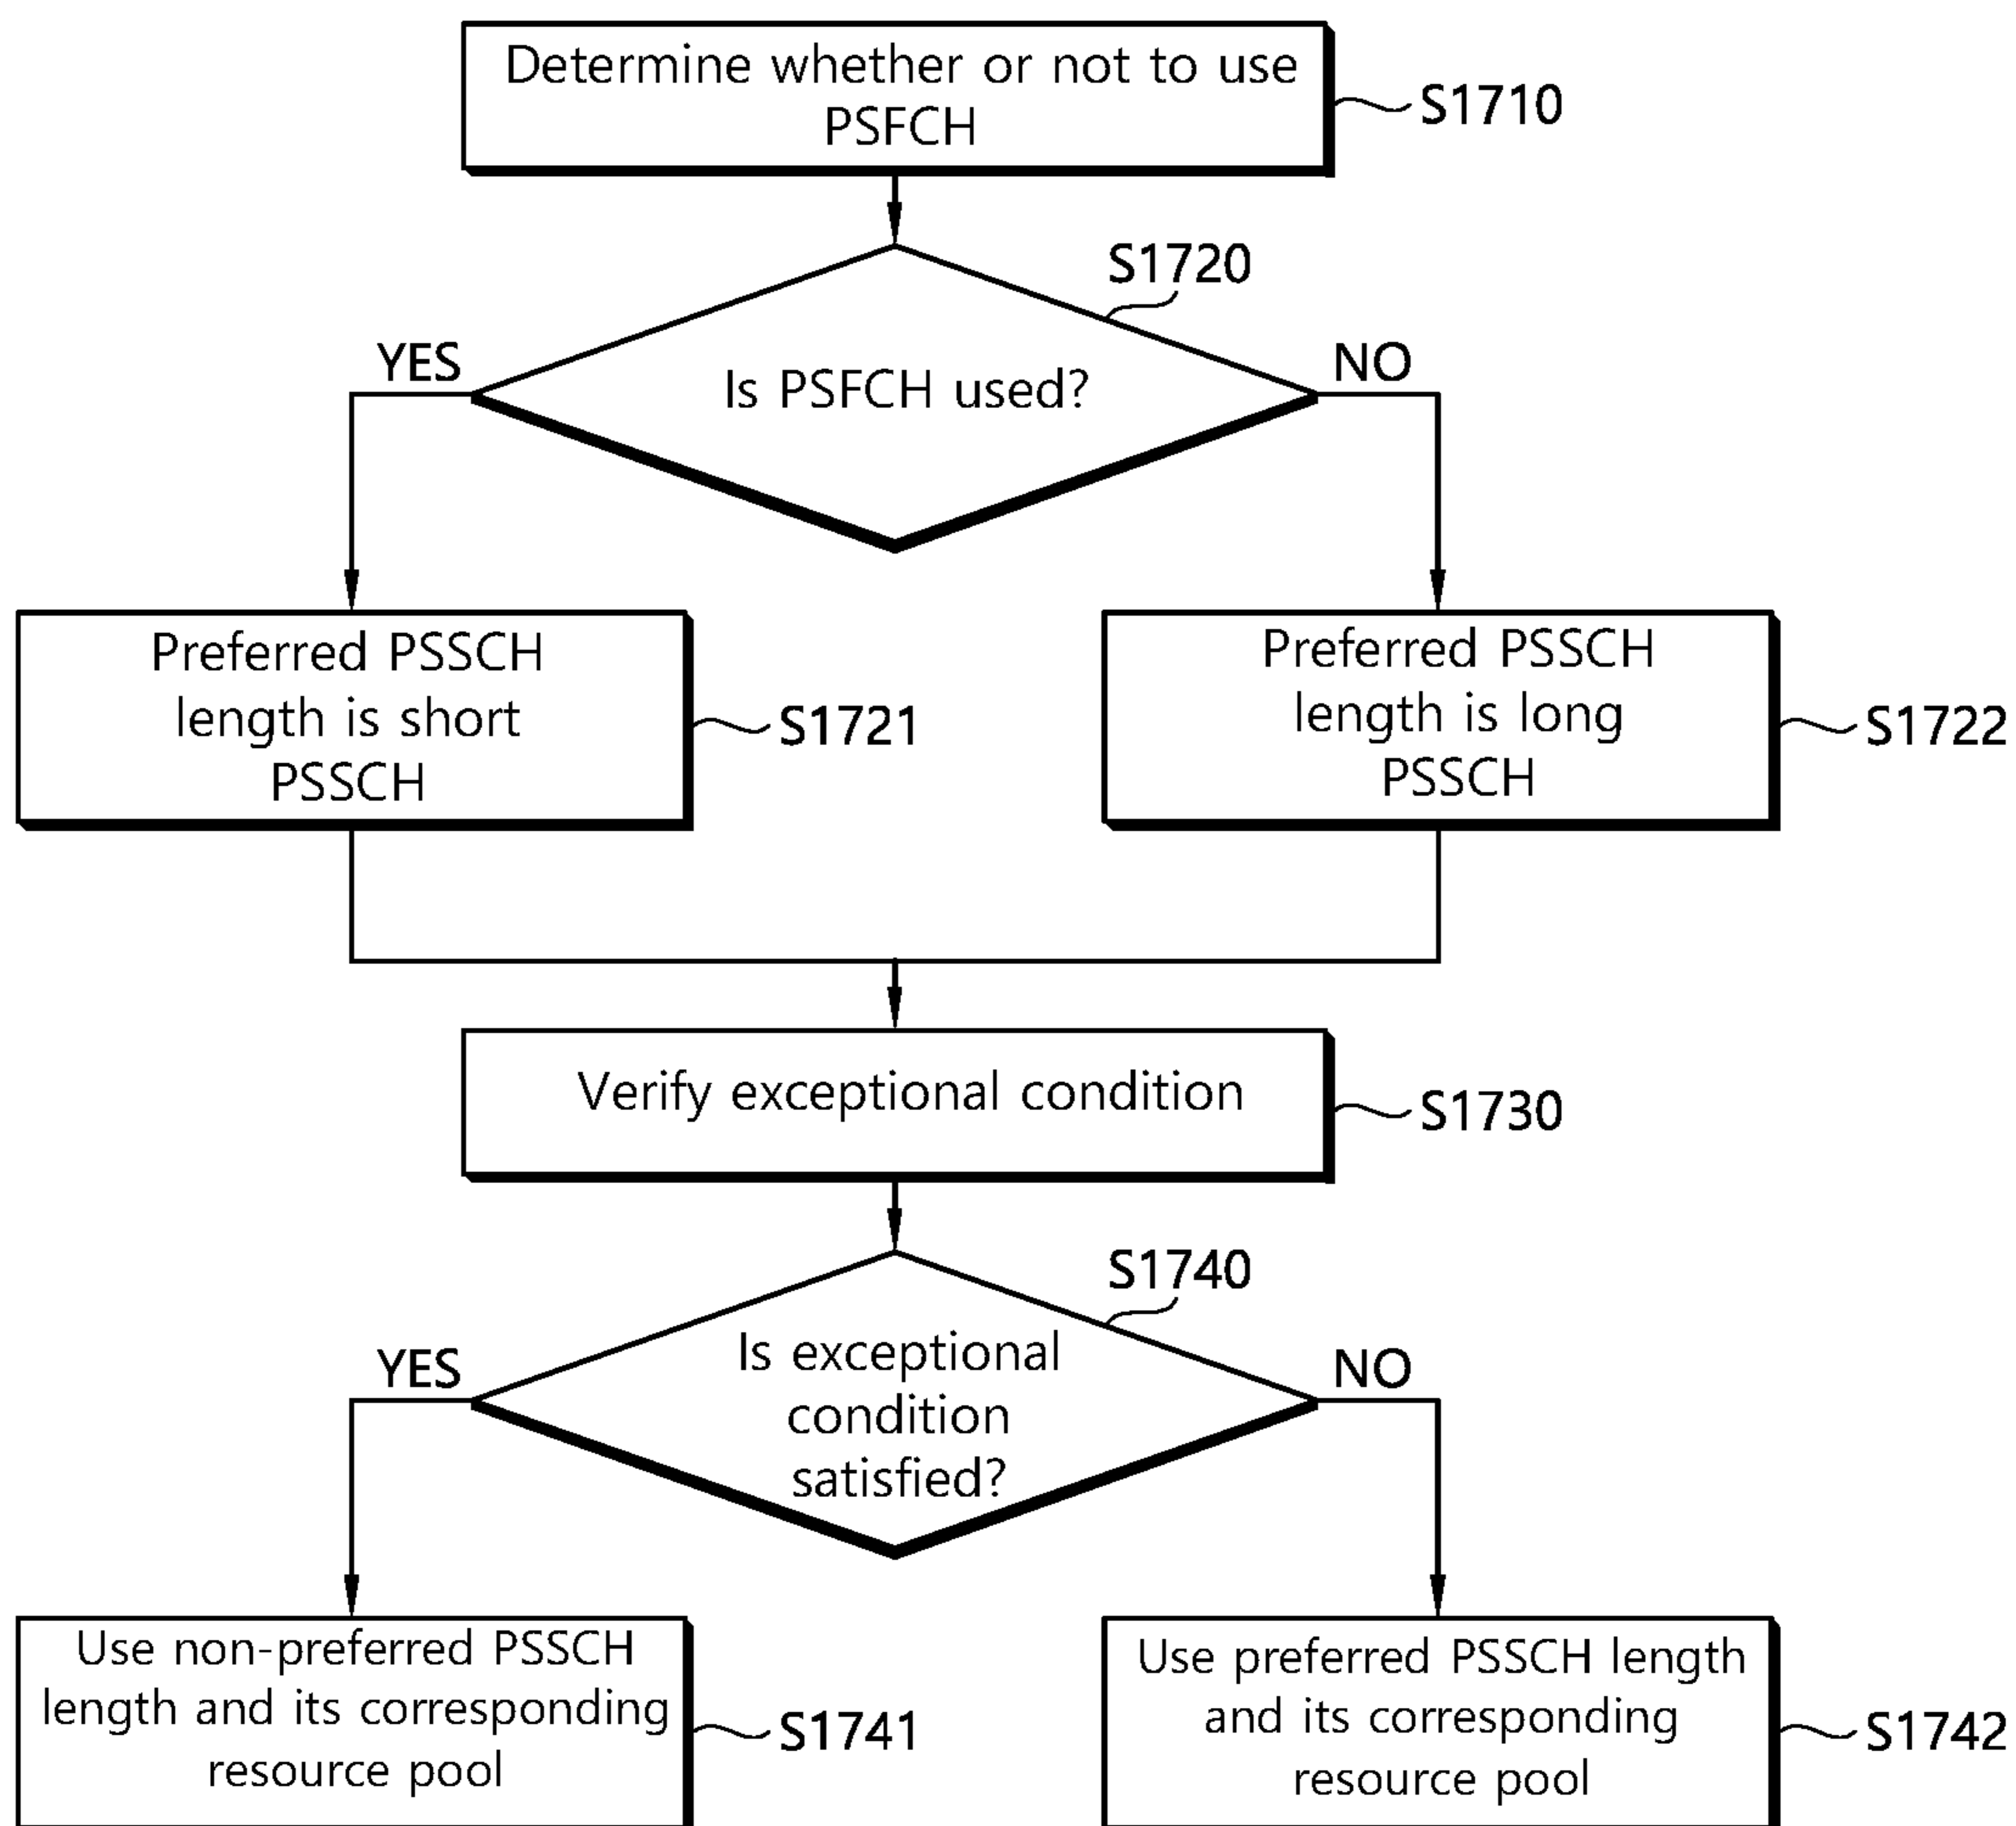 Determine whether or not to use
PSFCH
S1710
S1720
YES
NO
Is PSFCH used?
Preferred PSSCH
length is short
PSSCH
S1721
Preferred PSSCH
length is long
PSSCH
S1722
Verify exceptional condition
S1730
S1740
YES
NO
Is exceptional
condition
satisfied?
Use non-preferred PSSCH
length and its corresponding
resource pool
S1741
Use preferred PSSCH length
and its corresponding
resource pool
S1742